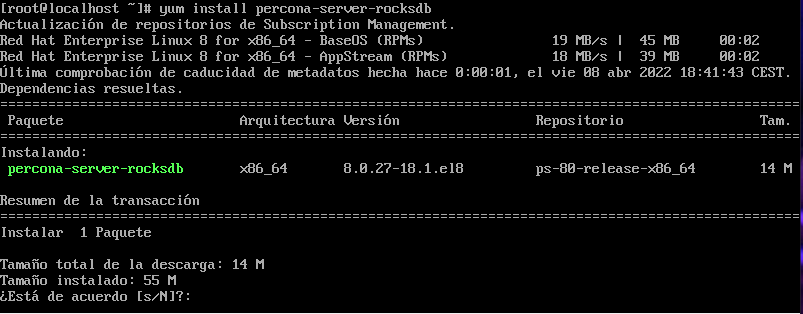 [root@localhost ~]# yum install percona-server-rocksdb
Actualización de repositorios de Subscription Management.
Red Hat Enterprise Linux 8 for x86_64 - BaseOS (RPMs)                19 MB/s |  45 MB     00:02
Red Hat Enterprise Linux 8 for x86_64 - AppStream (RPMs)             18 MB/s |  39 MB     00:02
Última comprobación de caducidad de metadatos hecha hace 0:00:01, el vie 08 abr 2022 18:41:43 CEST.
Dependencias resueltas.
====================================================================================================
 Paquete                      Arquitectura Versión                 Repositorio                 Tam.
====================================================================================================
Instalando:
 percona-server-rocksdb       x86_64       8.0.27-18.1.el8         ps-80-release-x86_64        14 M

Resumen de la transacción
====================================================================================================
Instalar  1 Paquete

Tamaño total de la descarga: 14 M
Tamaño instalado: 55 M
¿Está de acuerdo [s/N]?: